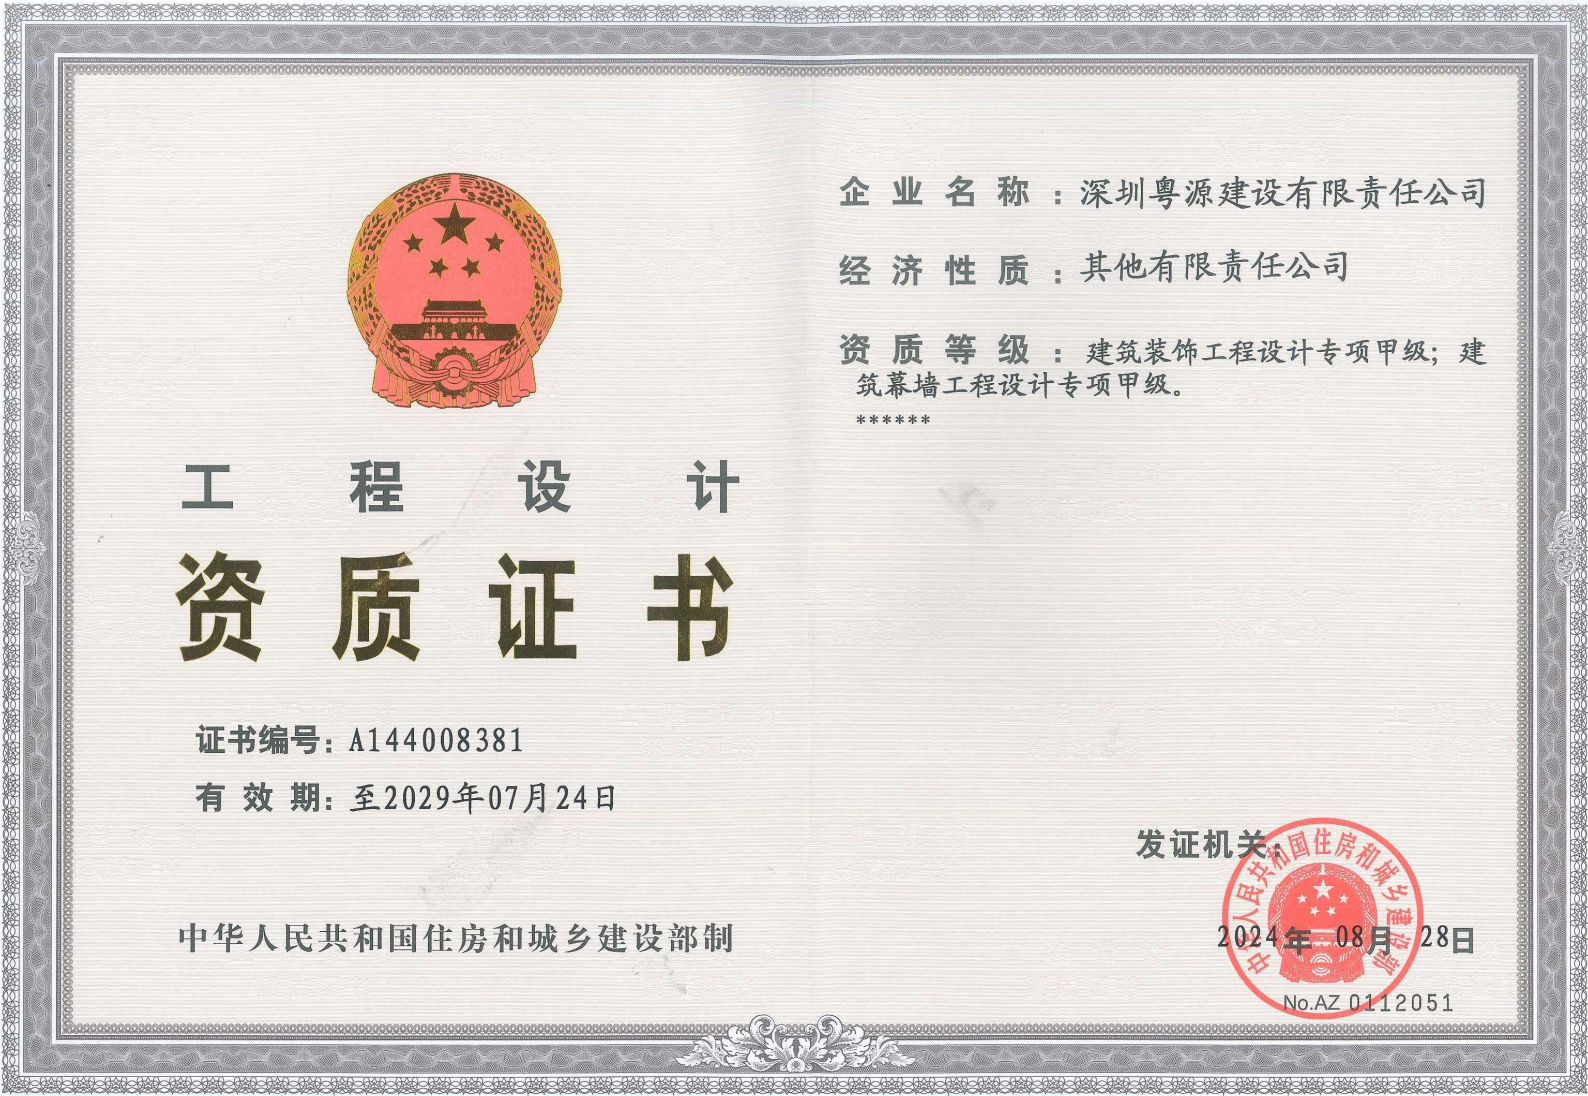 工程设计
资质证书
证书编号：A144008381
有效期：至2029年07月24日
中华人民共和国住房和城乡建设部制
企业名称：深圳粤源建设有限责任公司
经济性质：其他有限责任公司
资质等级：建筑装饰工程设计专项甲级；建
筑幕墙工程设计专项甲级。
******
发证机关：
中华人民共和国住房和城乡建设部
2024年08月28日
No.AZ 0112051